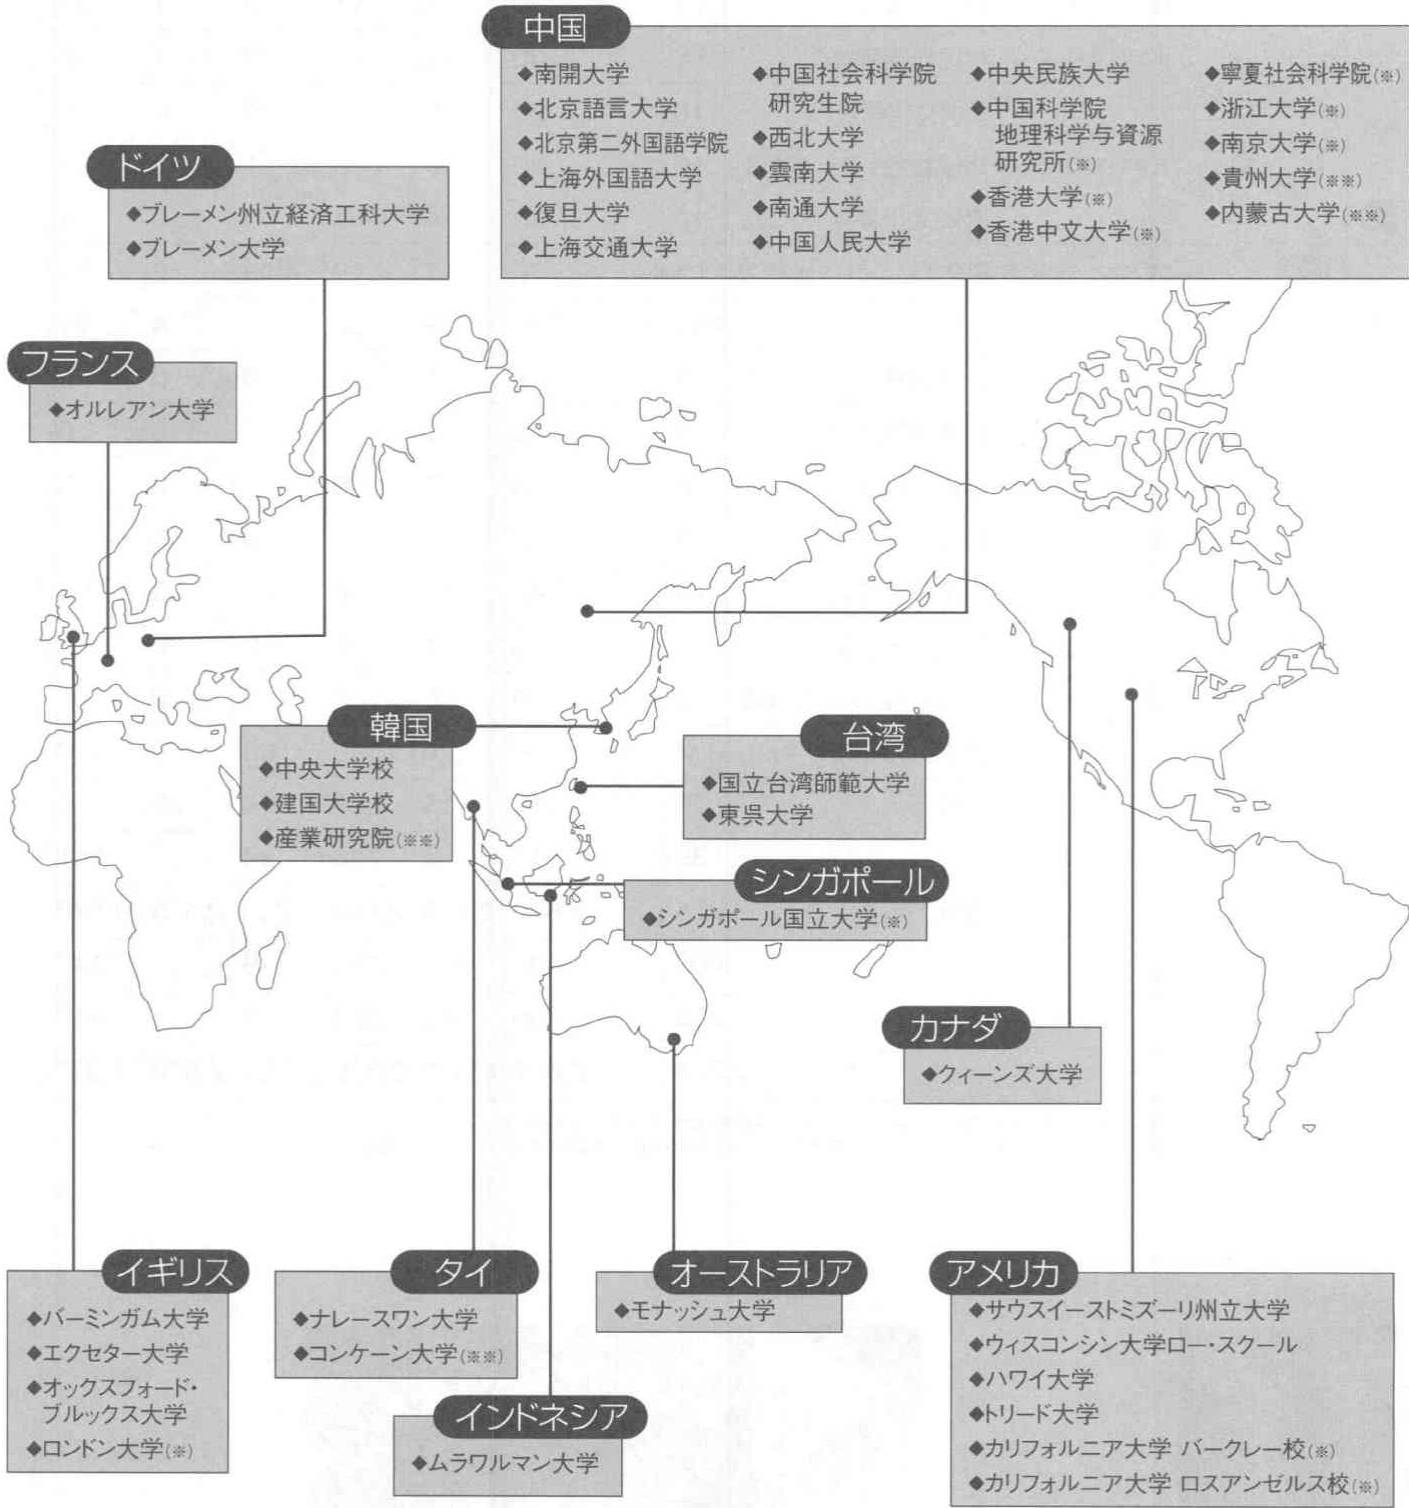 中国
◆南開大学
◆北京語言大学
◆北京第二外国語学院
◆上海外国語大学
◆復旦大学
◆上海交通大学
◆中国社会科学院
研究生院
◆西北大学
◆雲南大学
◆南通大学
◆中国人民大学
◆中央民族大学
◆中国科学院
地理科学与資源
研究所(※)
◆香港大学(※)
◆香港中文大学(※)
◆寧夏社会科学院(※)
◆浙江大学(※)
◆南京大学(※)
◆貴州大学(※※)
◆内蒙古大学(※※)
ドイツ
◆ブレーメン州立経済工科大学
◆ブレーメン大学
フランス
◆オルレアン大学
韓国
◆中央大学校
◆建国大学校
◆産業研究院(※※)
台湾
◆国立台湾師範大学
◆東呉大学
シンガポール
◆シンガポール国立大学(※)
カナダ
◆クィーンズ大学
イギリス
◆バーミンガム大学
◆エクセター大学
◆オックスフォード・
ブルックス大学
◆ロンドン大学(※)
タイ
◆ナレースワン大学
◆コンケーン大学(※※)
インドネシア
◆ムラワルマン大学
オーストラリア
◆モナッシュ大学
アメリカ
◆サウスイーストミズーリ州立大学
◆ウィスコンシン大学ロー・スクール
◆ハワイ大学
◆トリード大学
◆カリフォルニア大学 バークレー校(※)
◆カリフォルニア大学 ロスアンゼルス校(※)